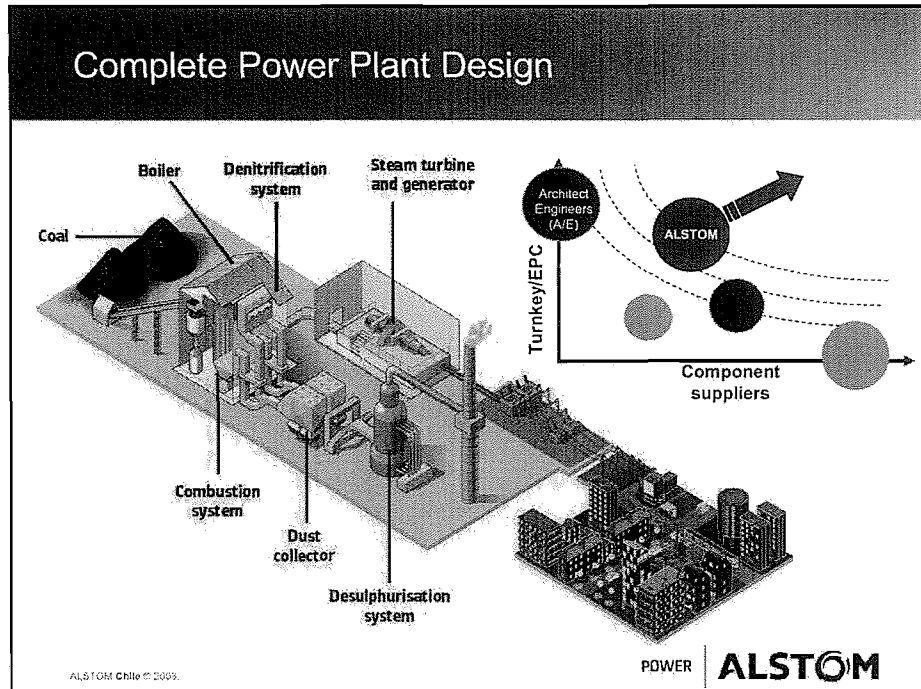 Complete Power Plant Design
Boiler
Denitrification
system
Steam turbine
and generator
Coal
Combustion
system
Dust
collector
Desulphurisation
system
Architect
Engineers
(A/E)
ALSTOM
Turnkey/EPC
Component
suppliers
ALSTOM Chile ©
POWER
ALSTOM